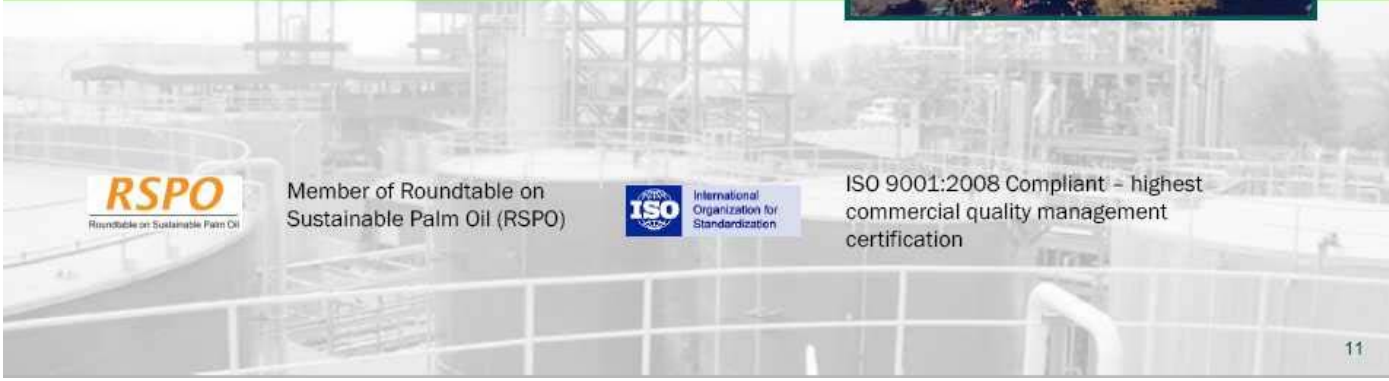 RSPO
Roundtable on Sustainable Palm Oil
Member of Roundtable on
Sustainable Palm Oil (RSPO)
ISO
International
Organization for
Standardization
ISO 9001:2008 Compliant – highest
commercial quality management
certification
11